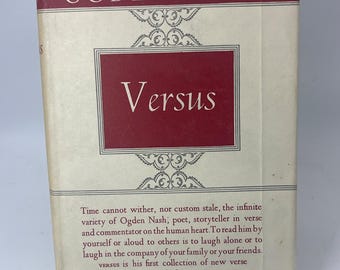 Versus
Time cannot wither, nor custom stale, the infinite
variety of Ogden Nash, poet, storyteller in verse
and commentator on the human heart. To read him by
yourself or aloud to others is to laugh alone or to
laugh in the company of your family or your friends.
VERSUS is his first collection of new verse